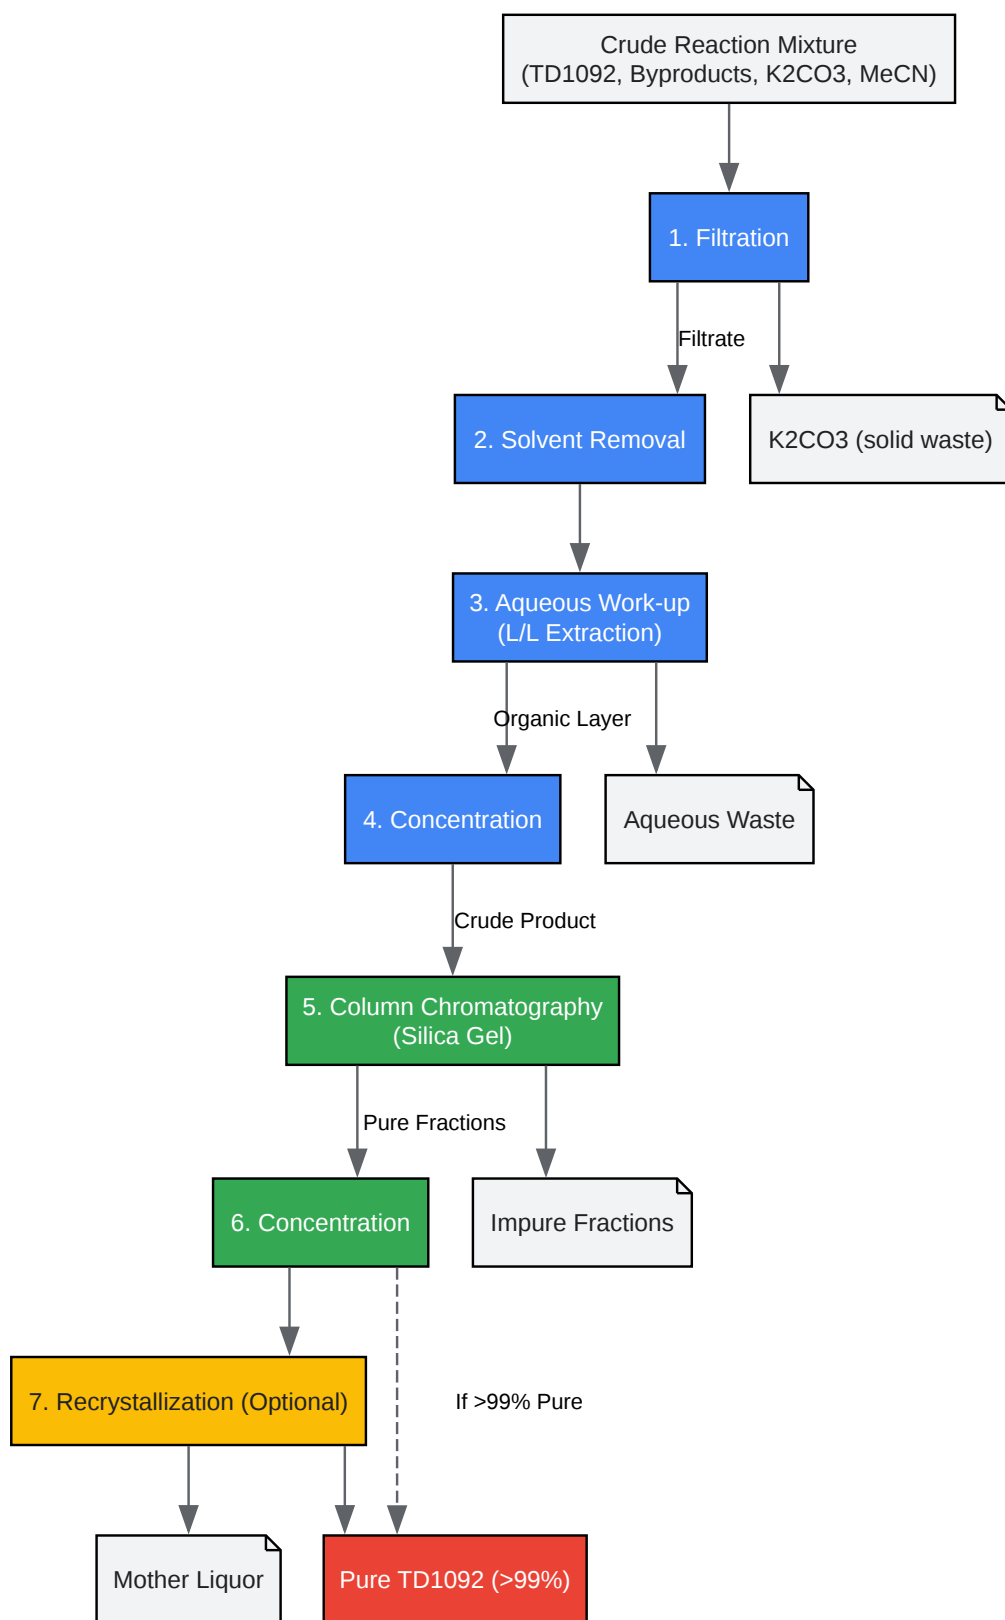 Crude Reaction Mixture
(TD1092, Byproducts, K2CO3, MeCN)
1. Filtration
Filtrate
2. Solvent Removal
K2CO3 (solid waste)
3. Aqueous Work-up
(L/L Extraction)
Organic Layer
4. Concentration
Aqueous Waste
Crude Product
5. Column Chromatography
(Silica Gel)
Pure Fractions
6. Concentration
Impure Fractions
7. Recrystallization (Optional)
If >99% Pure
Mother Liquor
Pure TD1092 (>99%)